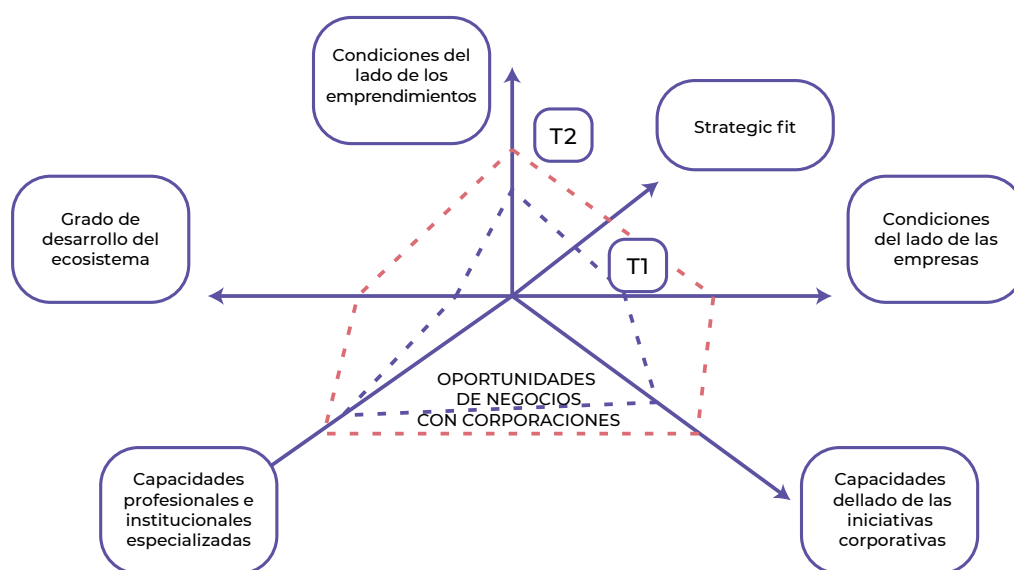 Condiciones del
lado de los
emprendimientos
T2
Strategic fit
Grado de
desarrollo del
ecosistema
Condiciones
del lado de las
empresas
T1
OPORTUNIDADES
DE NEGOCIOS
CON CORPORACIONES
Capacidades
profesionales e
institucionales
especializadas
Capacidades
dellado de las
iniciativas
corporativas